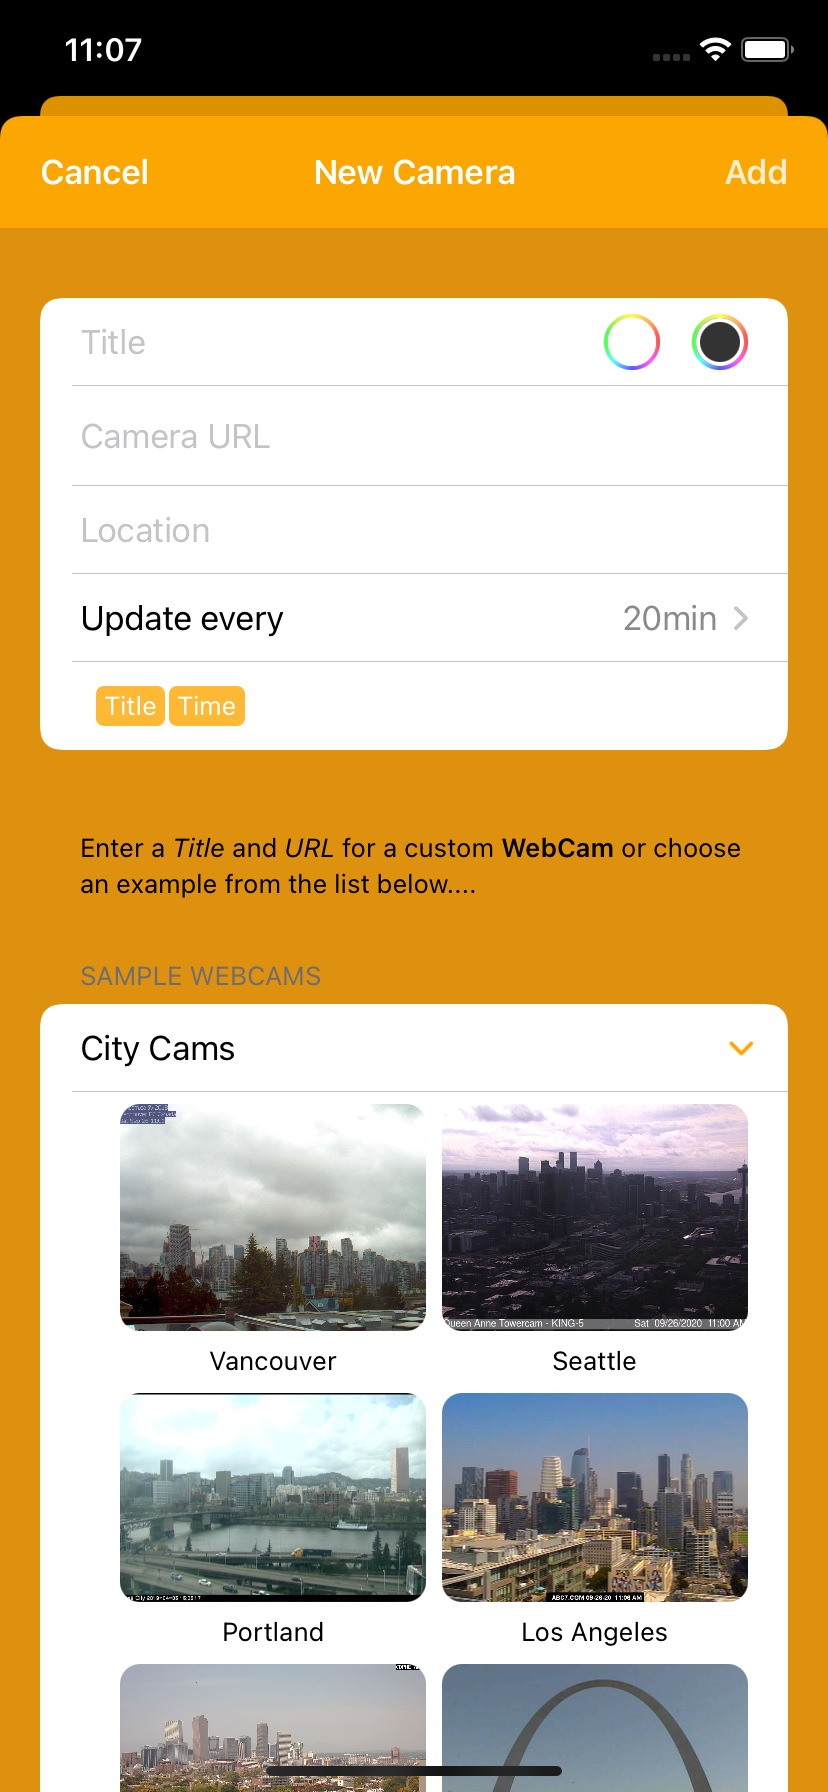 11:07
Cancel
New Camera
Add
Title
Camera URL
Location
Update every
20min
Title Time
Enter a Title and URL for a custom WebCam or choose
an example from the list below....
SAMPLE WEBCAMS
City Cams
Queen Anne Towercam - KING-5 Sat 09/26/2020 11:00 AM
Vancouver
Seattle
ABC7.COM 09-26-20 11:06 AM
Portland
Los Angeles